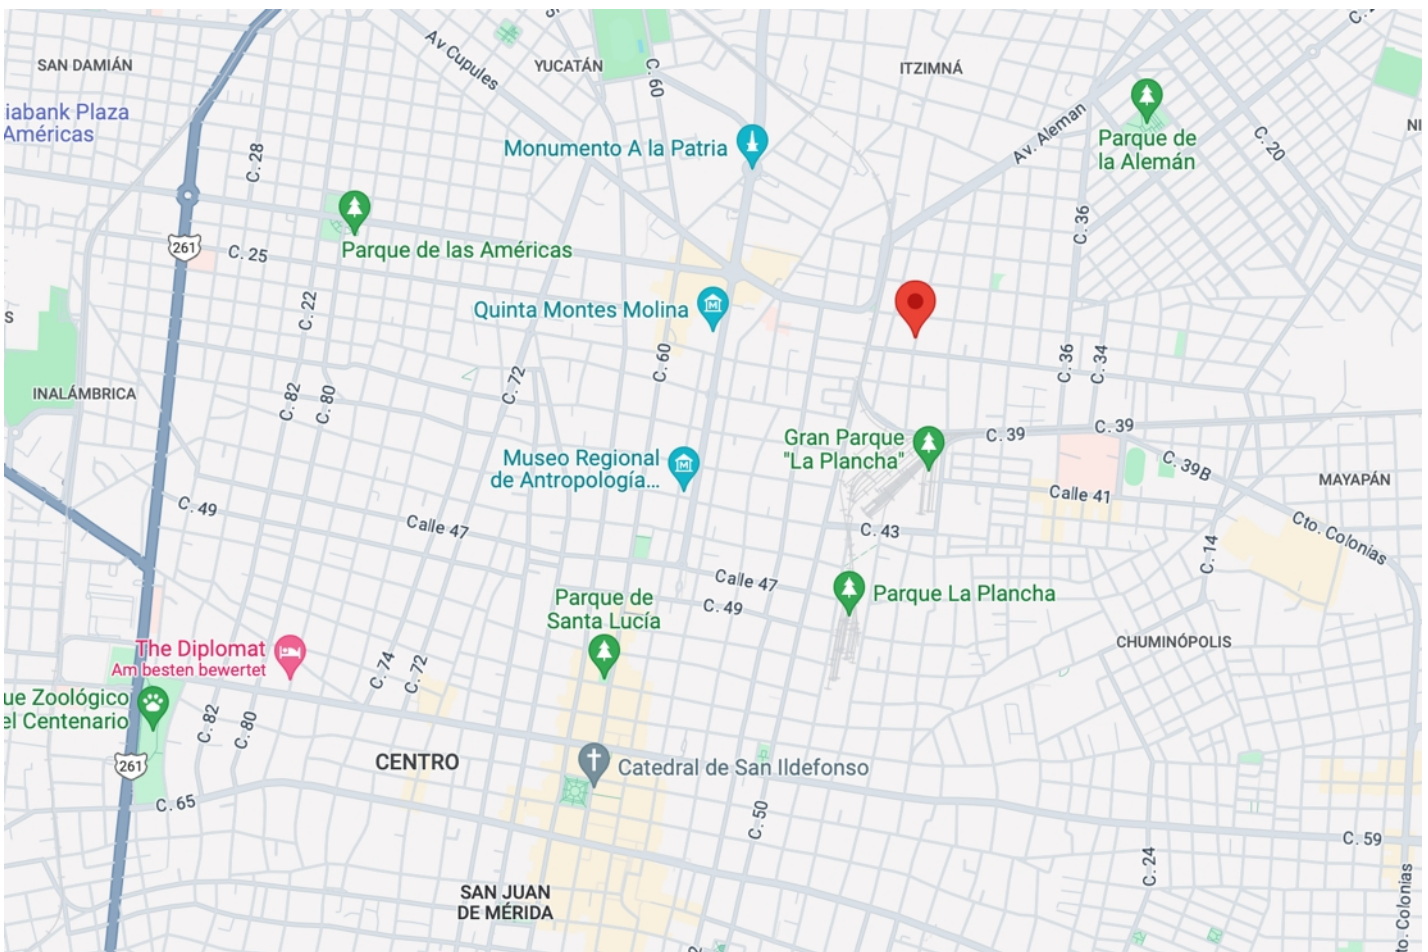 C. 60
Av Cupules
YUCATÁN
ITZIMNÁ
SAN DAMIÁN
iabank Plaza
Américas
Av. Aleman
Parque de
la Alemán
C. 20
Monumento A la Patria
C. 28
C. 36
261
C. 25
Parque de las Américas
Quinta Montes Molina
C. 22
S
C. 60
C. 72
C. 36
C. 34
INALÁMBRICA
C. 82
C. 80
Gran Parque
"La Plancha"
C. 39
C. 39
C. 39B
Museo Regional
de Antropología...
MAYAPÁN
Calle 41
C. 49
Calle 47
C. 43
Cto. Colonias
C. 14
Calle 47
C. 49
Parque La Plancha
Parque de
Santa Lucía
CHUMINÓPOLIS
The Diplomat
Am besten bewertet
C. 74
C. 72
ue Zoológico
el Centenario
C. 82
C. 80
261
CENTRO
Catedral de San Ildefonso
C. 65
C. 50
C. 59
C. 24
SAN JUAN
DE MÉRIDA
to. Colonias